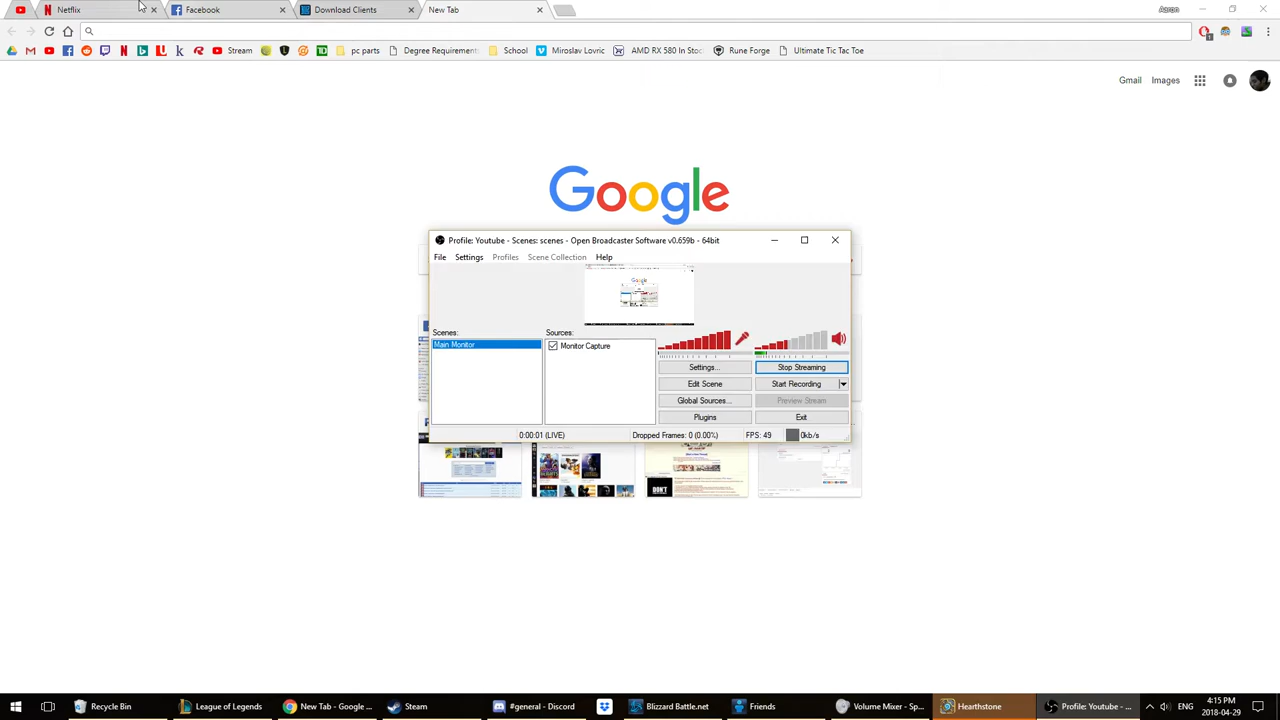 Netflix
Facebook
Download Clients
New Tab
Aaron
Stream
pc parts
Degree Requirement
School
Miroslav Lovric
AMD RX 580 In Stoc
Rune Forge
Ultimate Tic Tac Toe
Gmail
Images
Google
Profile: Youtube - Scenes: scenes - Open Broadcaster Software v0.659b - 64bit
File
Settings
Profiles
Scene Collection
Help
Scenes:
Sources:
Main Monitor
Monitor Capture
Settings...
Stop Streaming
Edit Scene
Start Recording
Global Sources...
Preview Stream
Plugins
Exit
0:00:01 (LIVE)
Dropped Frames: 0 (0.00%)
FPS: 49
0kb/s
DON'T
Recycle Bin
League of Legends
New Tab - Google ...
Steam
#general - Discord
Blizzard Battle.net
Friends
Volume Mixer - Sp...
Hearthstone
Profile: Youtube - ...
ENG
4:15 PM
2018-04-29